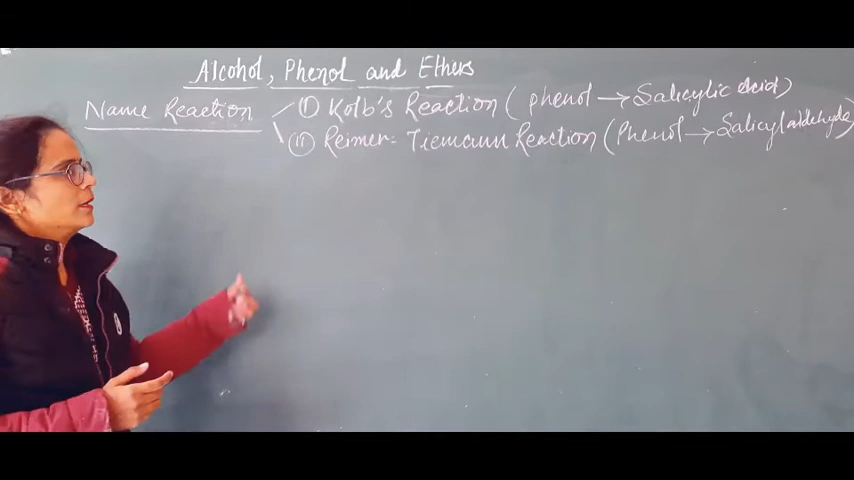 Alcohol, Phenol and Ethers
Name Reaction (i) Kolb's Reaction (phenol → Salicylic acid)
(ii) Reimer-Tiemann Reaction (Phenol → Salicylaldehyde)